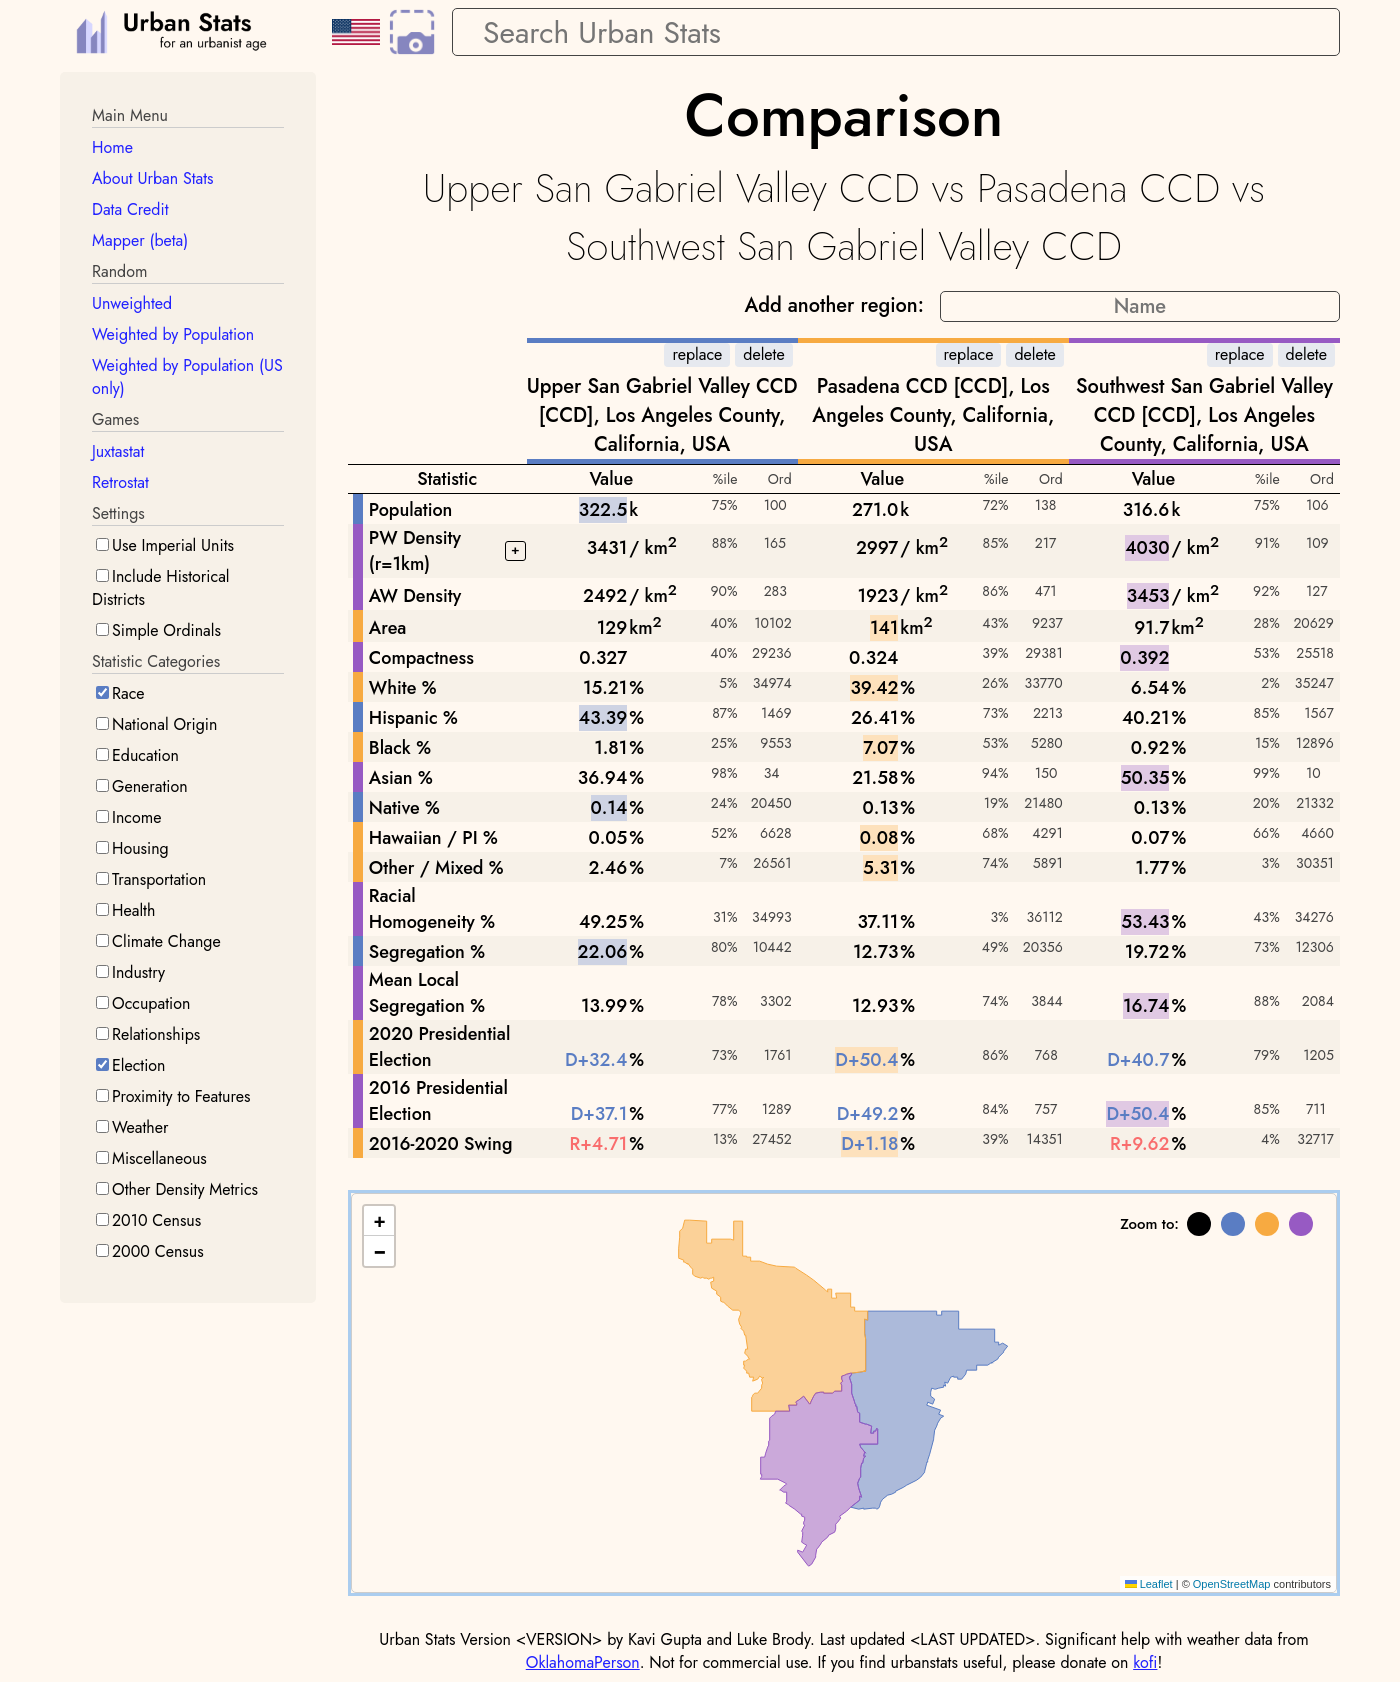 Urban Stats
for an urbanist age
Search Urban Stats
Main Menu
Home
About Urban Stats
Data Credit
Mapper (beta)
Random
Unweighted
Weighted by Population
Weighted by Population (US
only)
Games
Juxtastat
Retrostat
Settings
Use Imperial Units
Include Historical
Districts
Simple Ordinals
Statistic Categories
Race
National Origin
Education
Generation
Income
Housing
Transportation
Health
Climate Change
Industry
Occupation
Relationships
Election
Proximity to Features
Weather
Miscellaneous
Other Density Metrics
2010 Census
2000 Census
Comparison
Upper San Gabriel Valley CCD vs Pasadena CCD vs
Southwest San Gabriel Valley CCD
Add another region: Name
replace delete replace delete replace delete
Upper San Gabriel Valley CCD Pasadena CCD [CCD], Los Southwest San Gabriel Valley
[CCD], Los Angeles County, Angeles County, California, CCD [CCD], Los Angeles
California, USA USA County, California, USA
Statistic Value %ile Ord Value %ile Ord Value %ile Ord
Population 322.5k 75% 100 271.0k 72% 138 316.6k 75% 106
PW Density
(r=1km) + 3431/ km² 88% 165 2997/ km² 85% 217 4030/ km² 91% 109
AW Density 2492/ km² 90% 283 1923/ km² 86% 471 3453/ km² 92% 127
Area 129km² 40% 10102 141km² 43% 9237 91.7km² 28% 20629
Compactness 0.327 40% 29236 0.324 39% 29381 0.392 53% 25518
White % 15.21% 5% 34974 39.42% 26% 33770 6.54% 2% 35247
Hispanic % 43.39% 87% 1469 26.41% 73% 2213 40.21% 85% 1567
Black % 1.81% 25% 9553 7.07% 53% 5280 0.92% 15% 12896
Asian % 36.94% 98% 34 21.58% 94% 150 50.35% 99% 10
Native % 0.14% 24% 20450 0.13% 19% 21480 0.13% 20% 21332
Hawaiian / PI % 0.05% 52% 6628 0.08% 68% 4291 0.07% 66% 4660
Other / Mixed % 2.46% 7% 26561 5.31% 74% 5891 1.77% 3% 30351
Racial
Homogeneity % 49.25% 31% 34993 37.11% 3% 36112 53.43% 43% 34276
Segregation % 22.06% 80% 10442 12.73% 49% 20356 19.72% 73% 12306
Mean Local
Segregation % 13.99% 78% 3302 12.93% 74% 3844 16.74% 88% 2084
2020 Presidential
Election D+32.4% 73% 1761 D+50.4% 86% 768 D+40.7% 79% 1205
2016 Presidential
Election D+37.1% 77% 1289 D+49.2% 84% 757 D+50.4% 85% 711
2016-2020 Swing R+4.71% 13% 27452 D+1.18% 39% 14351 R+9.62% 4% 32717
+
−
Zoom to:
Leaflet | © OpenStreetMap contributors
Urban Stats Version <VERSION> by Kavi Gupta and Luke Brody. Last updated <LAST UPDATED>. Significant help with weather data from
OklahomaPerson. Not for commercial use. If you find urbanstats useful, please donate on kofi!